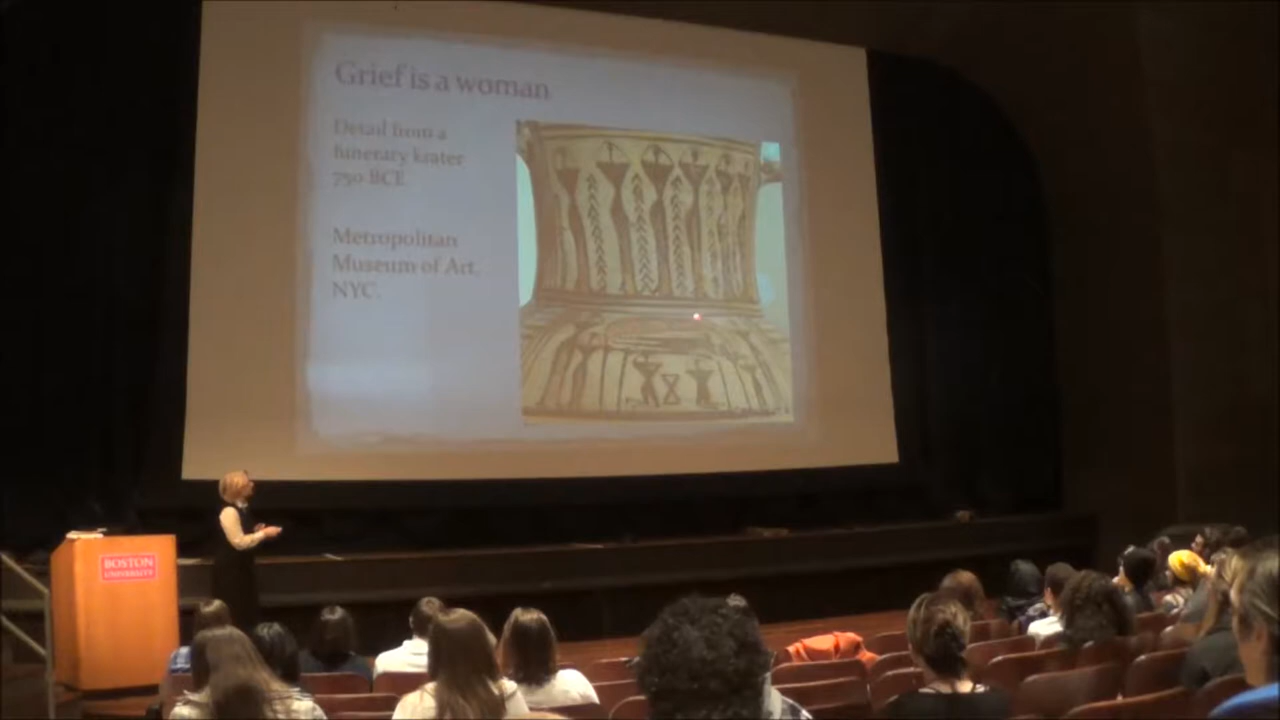 Grief is a woman
Detail from a
funerary krater
750 BCE.
Metropolitan
Museum of Art,
NYC.
BOSTON
UNIVERSITY